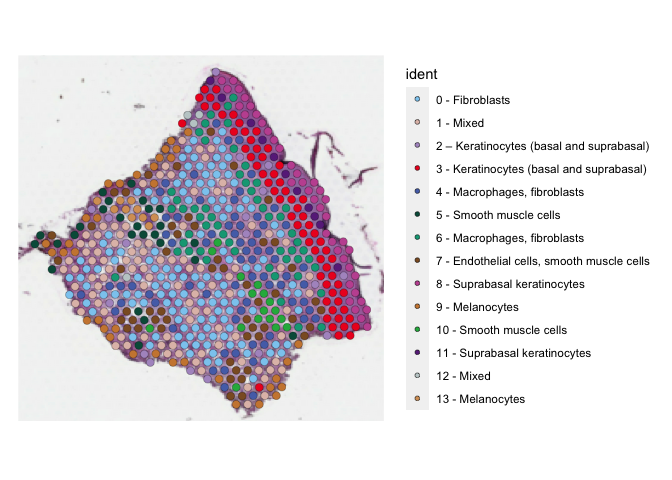 ident
0 - Fibroblasts
1 - Mixed
2 – Keratinocytes (basal and suprabasal)
3 - Keratinocytes (basal and suprabasal)
4 - Macrophages, fibroblasts
5 - Smooth muscle cells
6 - Macrophages, fibroblasts
7 - Endothelial cells, smooth muscle cells
8 - Suprabasal keratinocytes
9 - Melanocytes
10 - Smooth muscle cells
11 - Suprabasal keratinocytes
12 - Mixed
13 - Melanocytes